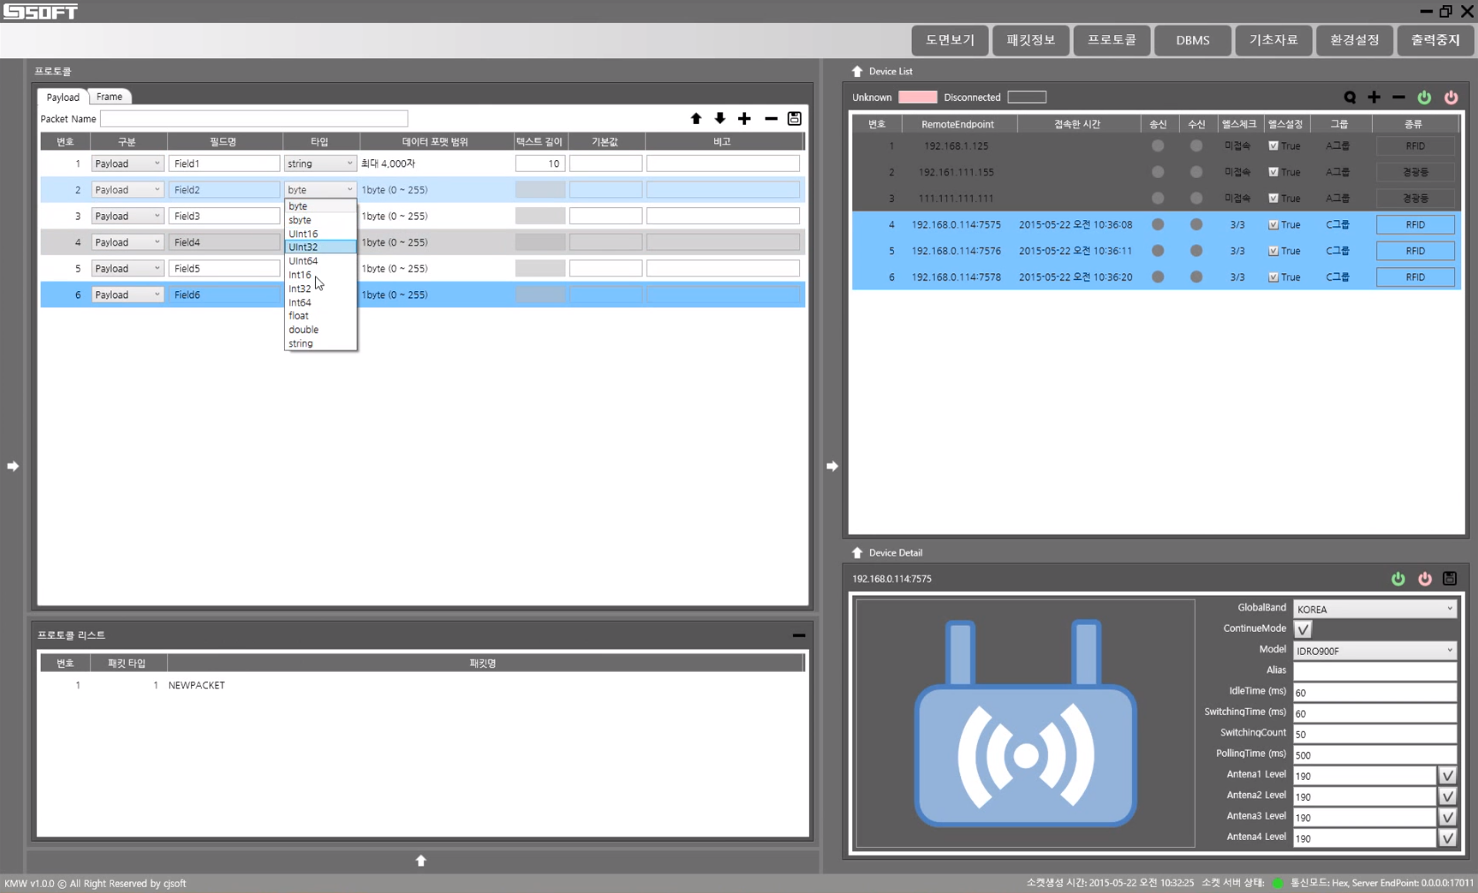 SJSOFT
도면보기 패킷정보 프로토콜 DBMS 기초자료 환경설정 출력중지
프로토콜
Payload Frame
Packet Name
번호 구분 필드명 타입 데이터 포맷 범위 텍스트 길이 기본값 비고
1 Payload Field1 string 최대 4,000자 10
2 Payload Field2 byte 1byte (0 ~ 255)
3 Payload Field3 1byte (0 ~ 255)
4 Payload Field4 1byte (0 ~ 255)
5 Payload Field5 1byte (0 ~ 255)
6 Payload Field6 1byte (0 ~ 255)
byte
sbyte
UInt16
UInt32
UInt64
Int16
Int32
Int64
float
double
string
프로토콜 리스트
번호 패킷 타입 패킷명
1 1 NEWPACKET
Device List
Unknown Disconnected
번호 RemoteEndpoint 접속한 시간 송신 수신 헬스체크 헬스설정 그룹 종류
1 192.168.1.125 미접속 True A그룹 RFID
2 192.161.111.155 미접속 True A그룹 경광등
3 111.111.111.111 미접속 True A그룹 경광등
4 192.168.0.114:7575 2015-05-22 오전 10:36:08 3/3 True C그룹 RFID
5 192.168.0.114:7576 2015-05-22 오전 10:36:11 3/3 True C그룹 RFID
6 192.168.0.114:7578 2015-05-22 오전 10:36:20 3/3 True C그룹 RFID
Device Detail
192.168.0.114:7575
GlobalBand KOREA
ContinueMode
Model IDRO900F
Alias
IdleTime (ms) 60
SwitchingTime (ms) 60
SwitchingCount 50
PollingTime (ms) 500
Antena1 Level 190
Antena2 Level 190
Antena3 Level 190
Antena4 Level 190
KMW v1.0.0 © All Right Reserved by cjsoft
소켓생성 시간: 2015-05-22 오전 10:32:25 소켓 서버 상태: 통신모드: Hex, Server EndPoint: 0.0.0.0:17011